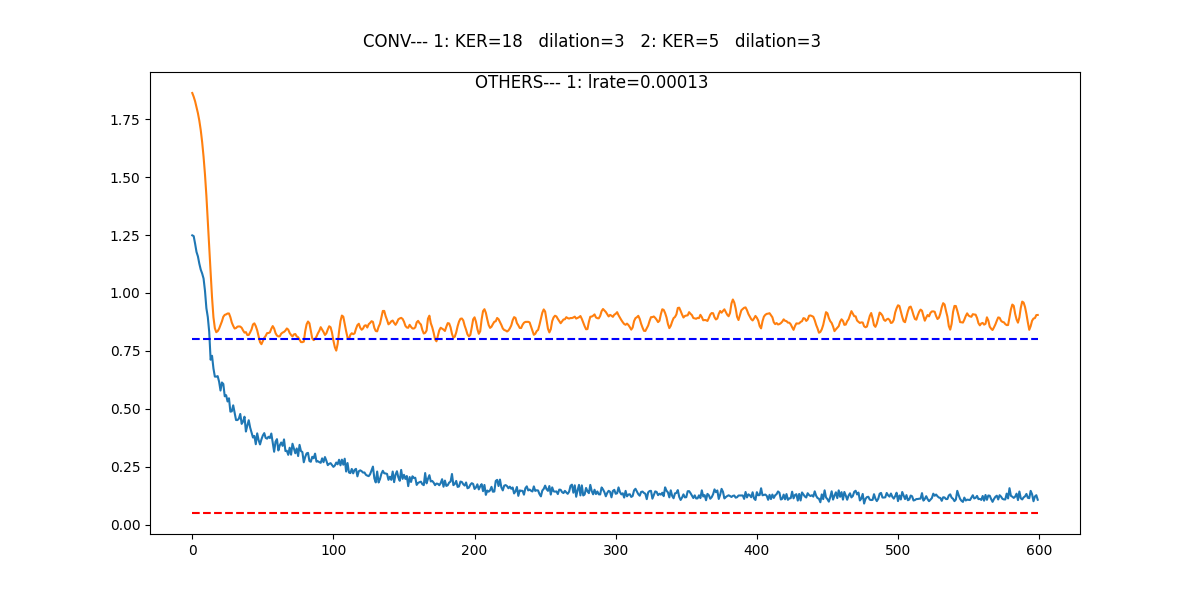 CONV--- 1: KER=18   dilation=3   2: KER=5   dilation=3
OTHERS--- 1: lrate=0.00013
1.75
1.50
1.25
1.00
0.75
0.50
0.25
0.00
0 100 200 300 400 500 600